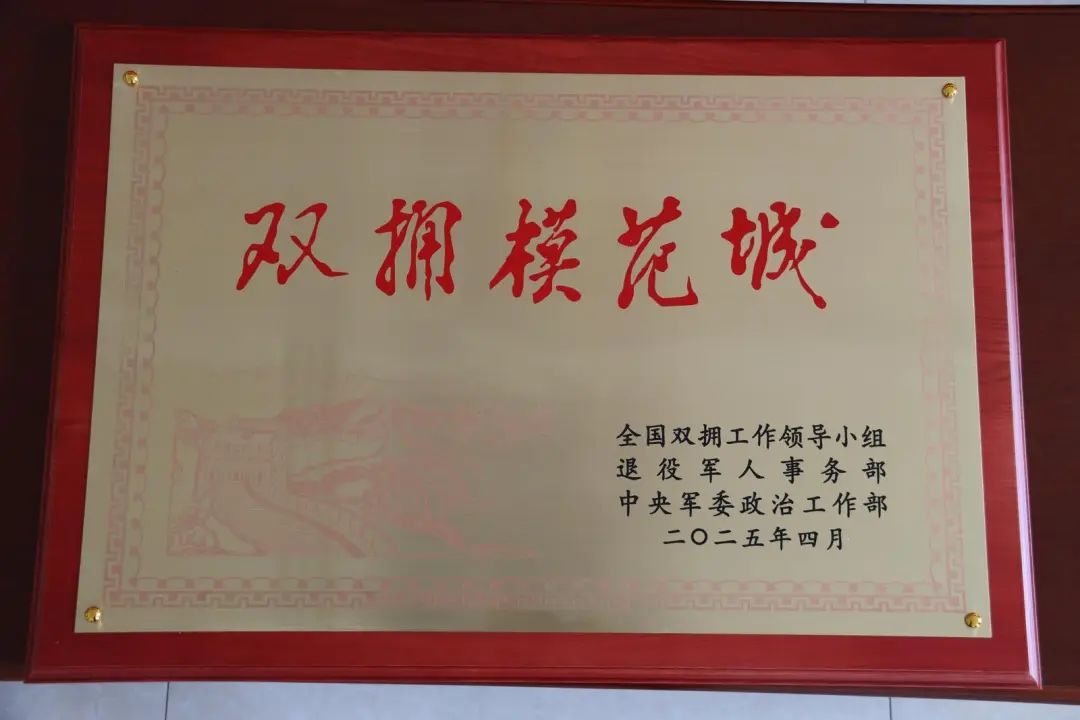 双拥模范城
全国双拥工作领导小组
退役军人事务部
中央军委政治工作部
二〇二五年四月